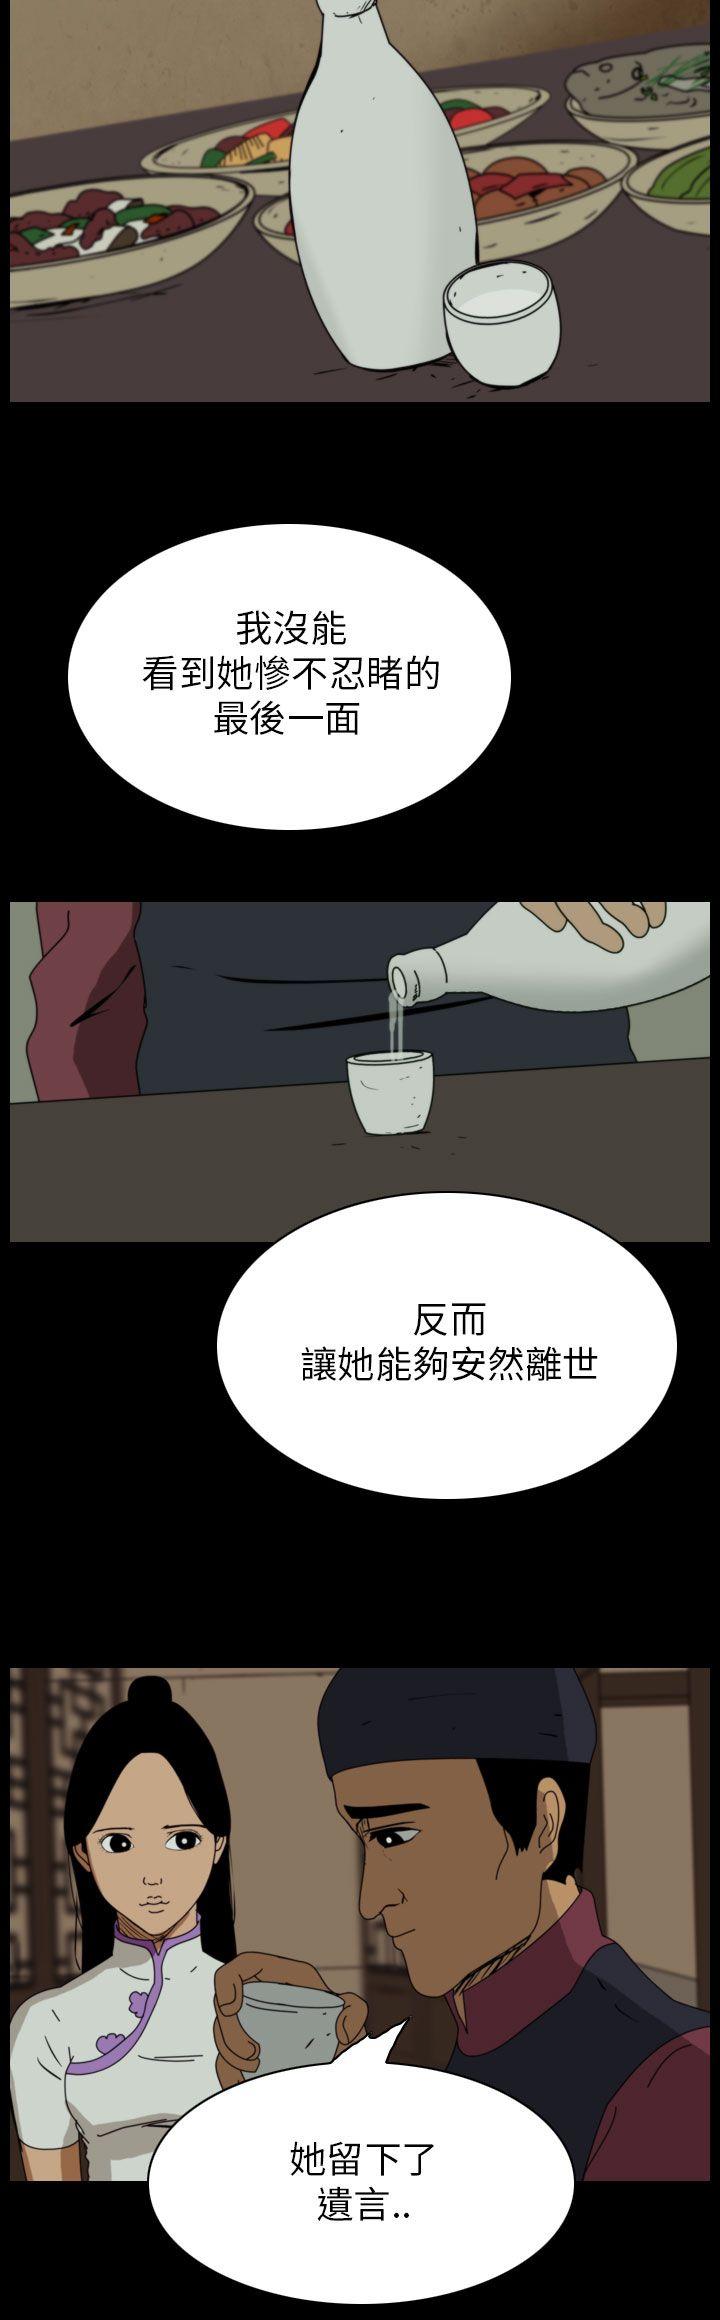 我沒能
看到她慘不忍睹的
最後一面
反而
讓她能夠安然離世
她留下了
遺言..